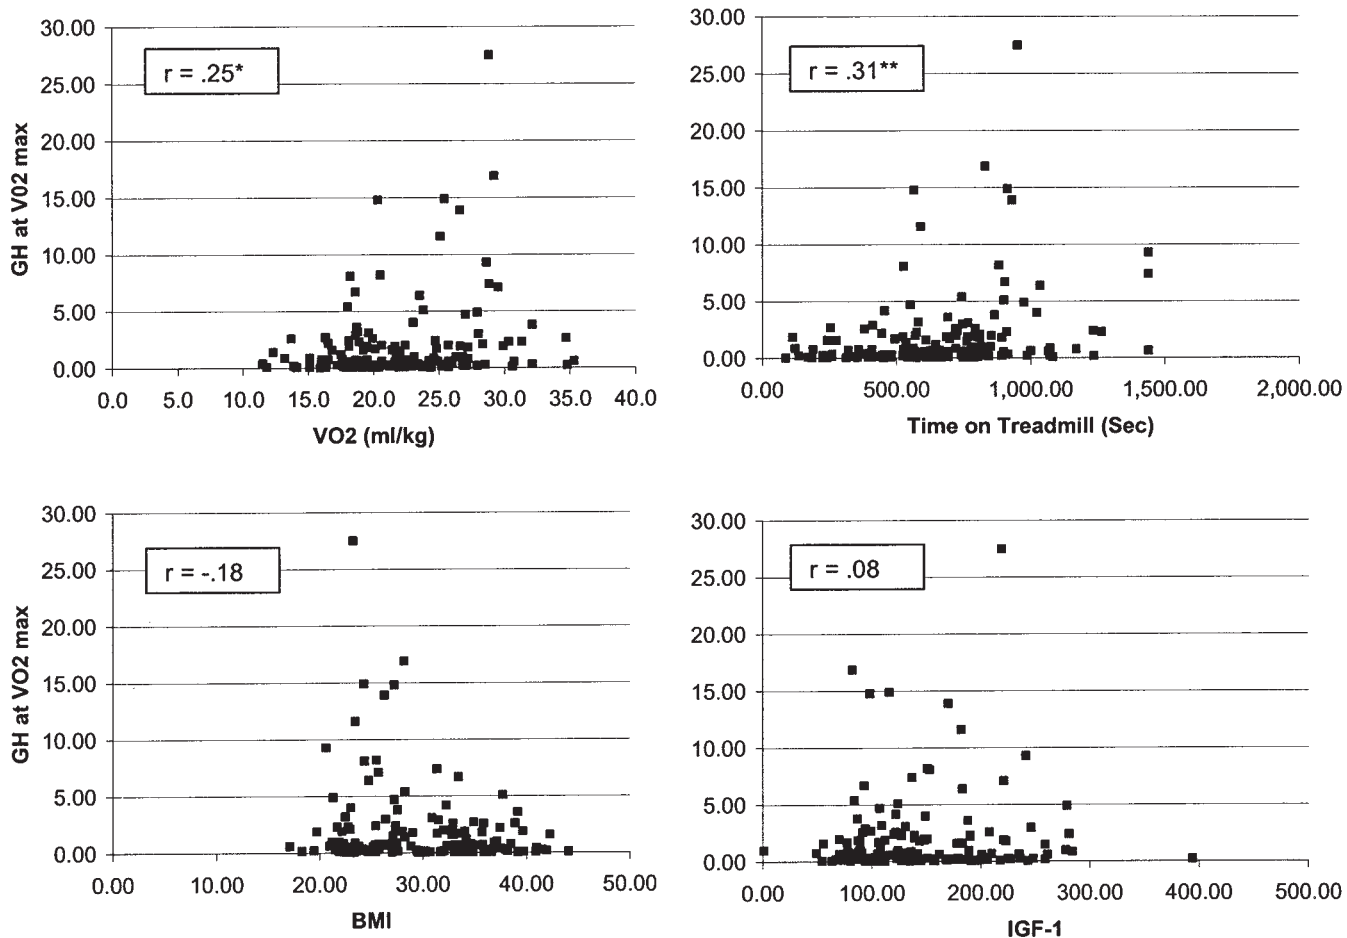 30.00
25.00
20.00
15.00
10.00
5.00
0.00
GH at V02 max
r = .25*
0.0 5.0 10.0 15.0 20.0 25.0 30.0 35.0 40.0
VO2 (ml/kg)
30.00
25.00
20.00
15.00
10.00
5.00
0.00
r = .31**
0.00 500.00 1,000.00 1,500.00 2,000.00
Time on Treadmill (Sec)
30.00
25.00
20.00
15.00
10.00
5.00
0.00
GH at VO2 max
r = -.18
0.00 10.00 20.00 30.00 40.00 50.00
BMI
30.00
25.00
20.00
15.00
10.00
5.00
0.00
r = .08
0.00 100.00 200.00 300.00 400.00 500.00
IGF-1